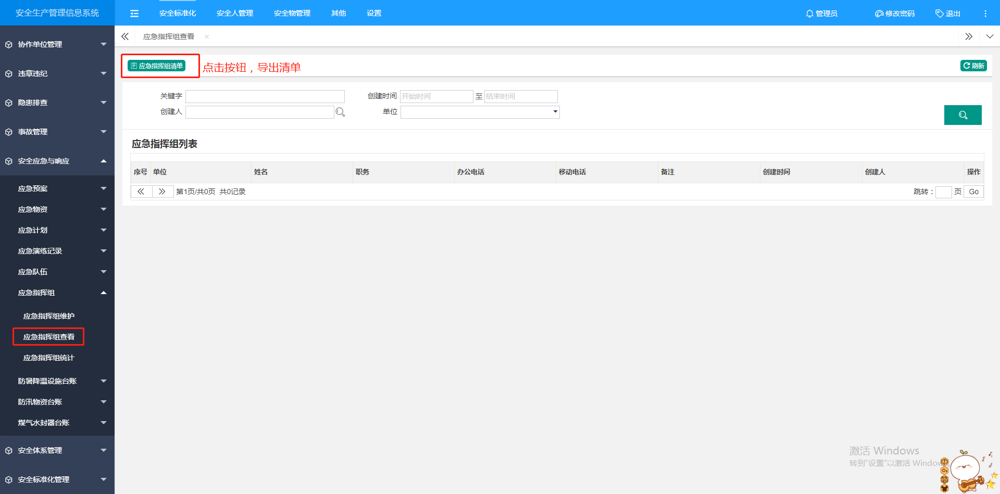 安全生产管理信息系统
安全标准化 安全人管理 安全物管理 其他 设置
管理员 修改密码 退出
应急指挥组查看
协作单位管理
违章违纪
隐患排查
事故管理
安全应急与响应
应急预案
应急物资
应急计划
应急演练记录
应急队伍
应急指挥组
应急指挥组维护
应急指挥组查看
应急指挥组统计
防暑降温设施台账
防汛物资台账
煤气水封器台账
安全体系管理
安全标准化管理
应急指挥组清单
点击按钮，导出清单
刷新
关键字 创建时间 开始时间 至 结束时间
创建人 单位
应急指挥组列表
序号 单位 姓名 职务 办公电话 移动电话 备注 创建时间 创建人 操作
第1页/共0页 共0记录
跳转： 页 Go
激活 Windows
转到“设置”以激活 Windows。
中
简